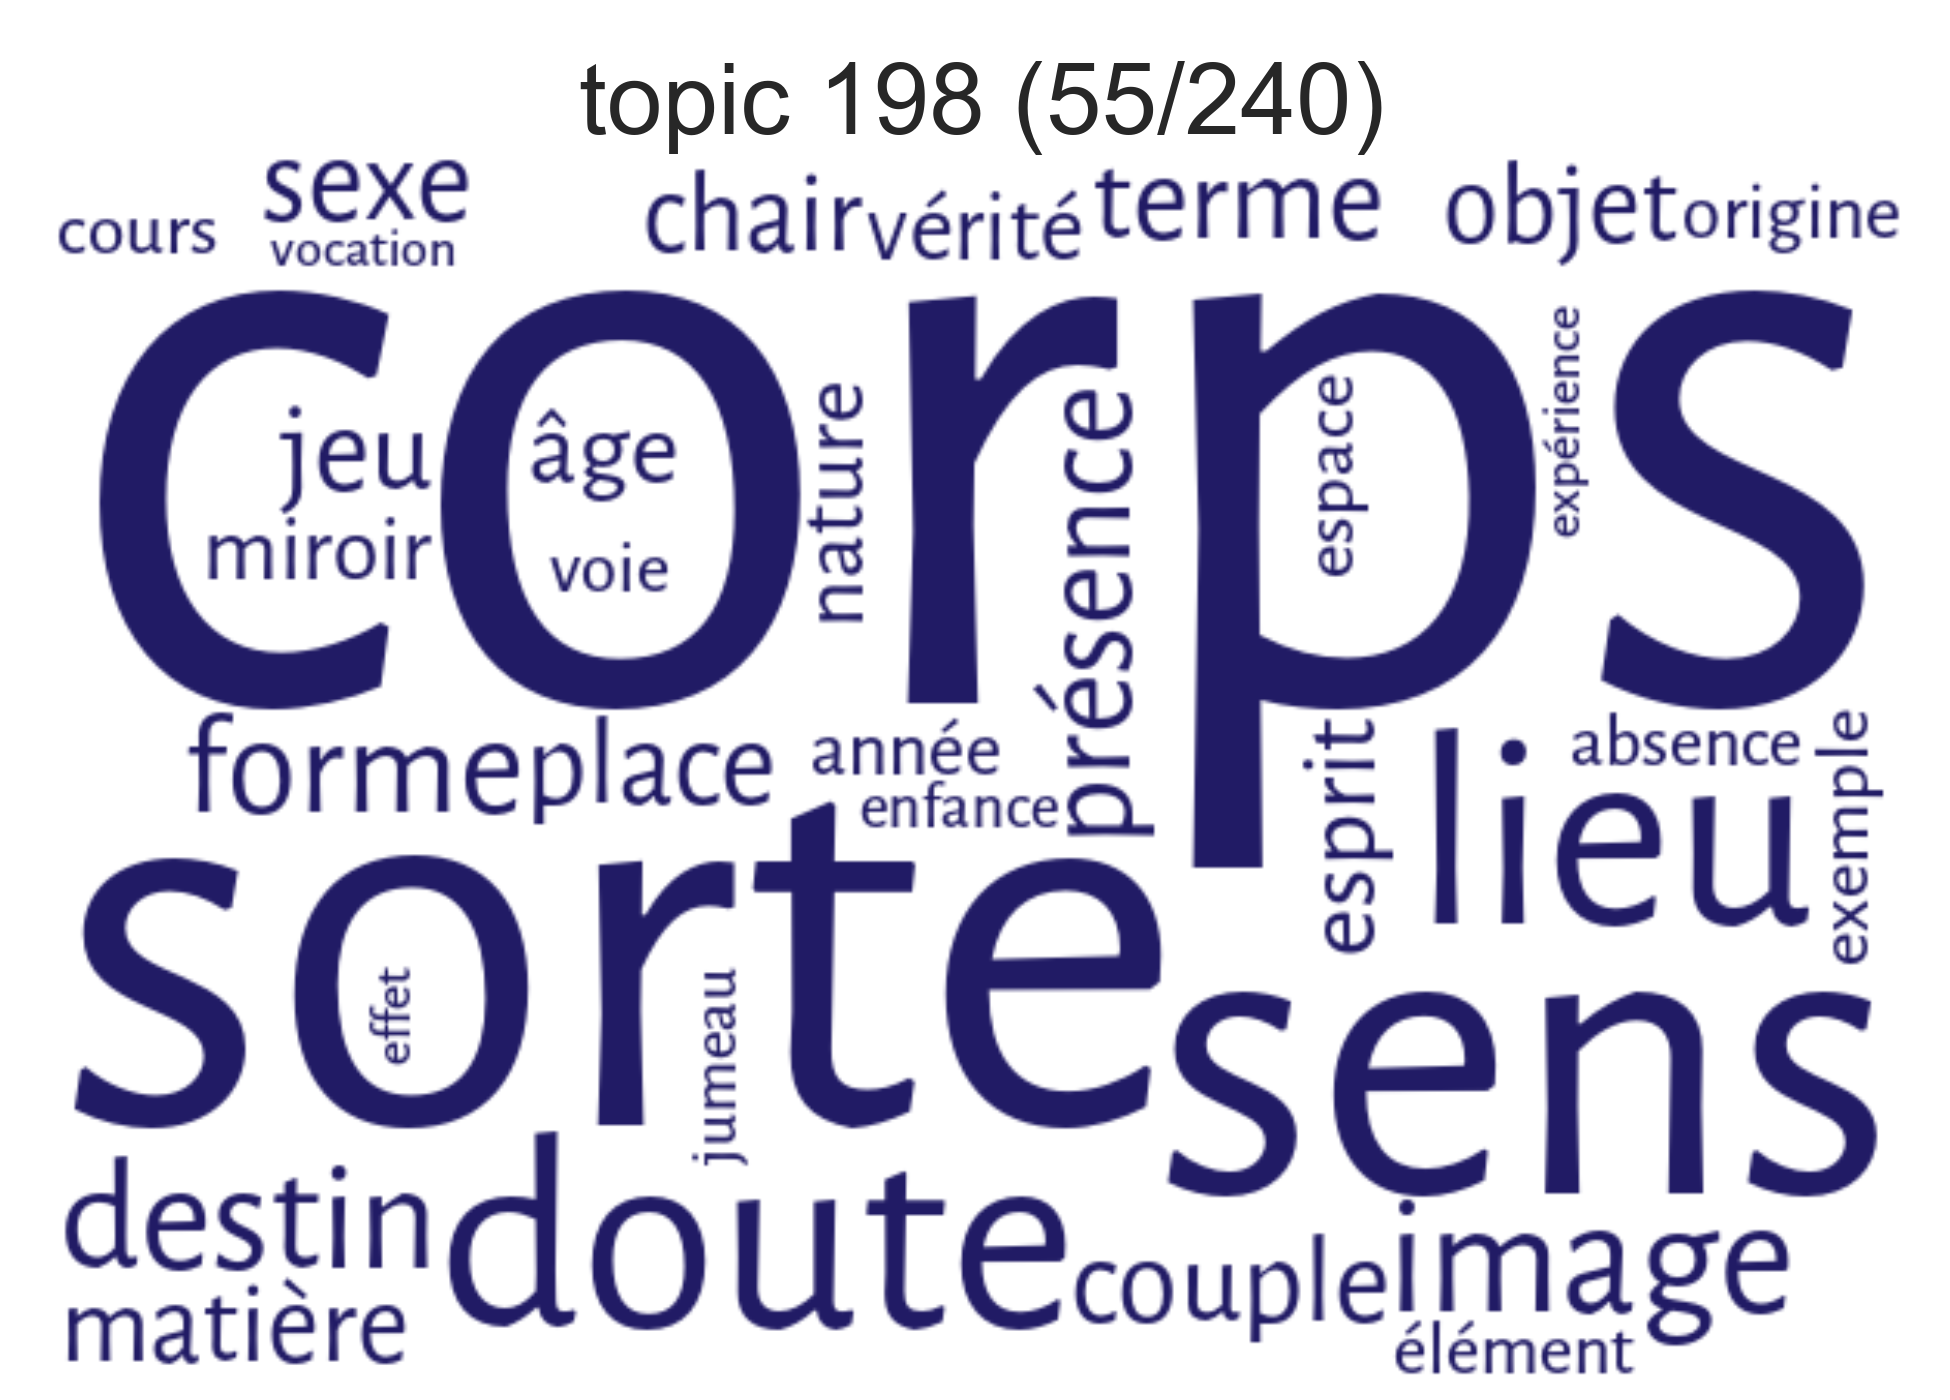 topic 198 (55/240)
sexe
cours
vocation
chair
vérité
terme
objet
origine
corps
jeu
âge
miroir
voie
nature
présence
espace
expérience
forme
place
année
enfance
esprit
lieu
absence
exemple
sorte
effet
jumeau
sens
destin
doute
couple
image
matière
élément